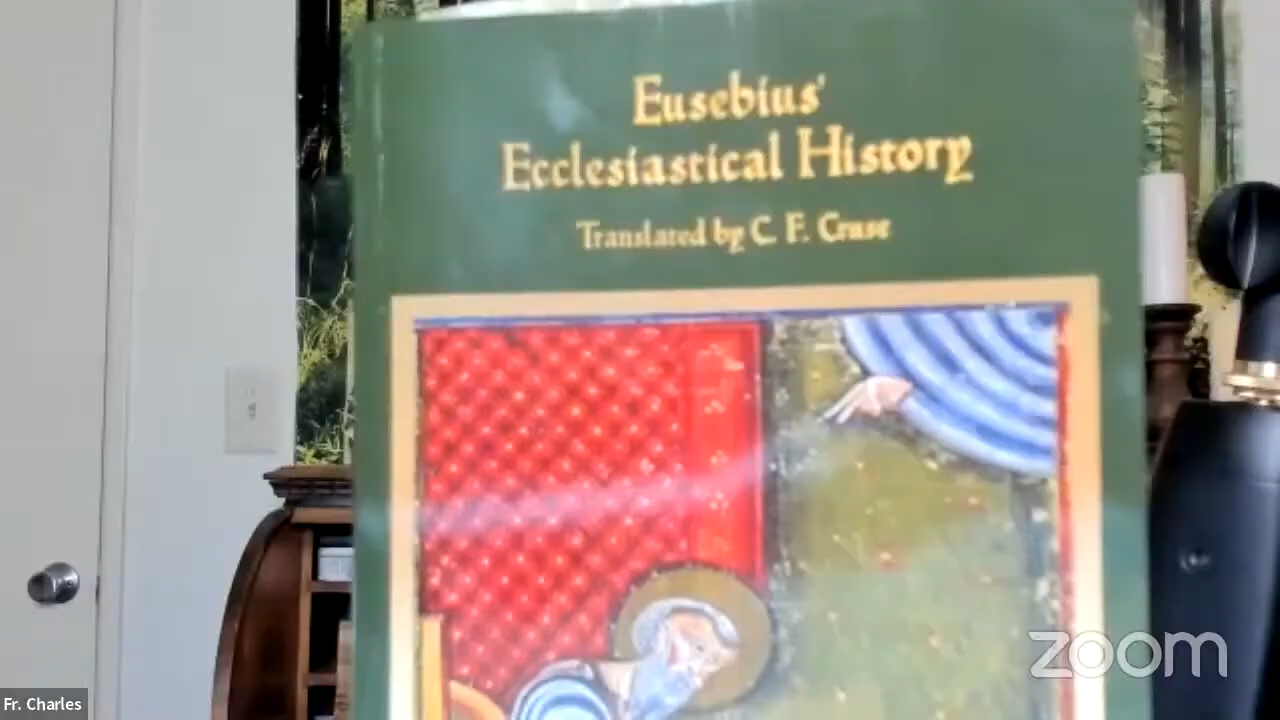 Eusebius'
Ecclesiastical History
Translated by C. F. Cruse
Fr. Charles
zoom